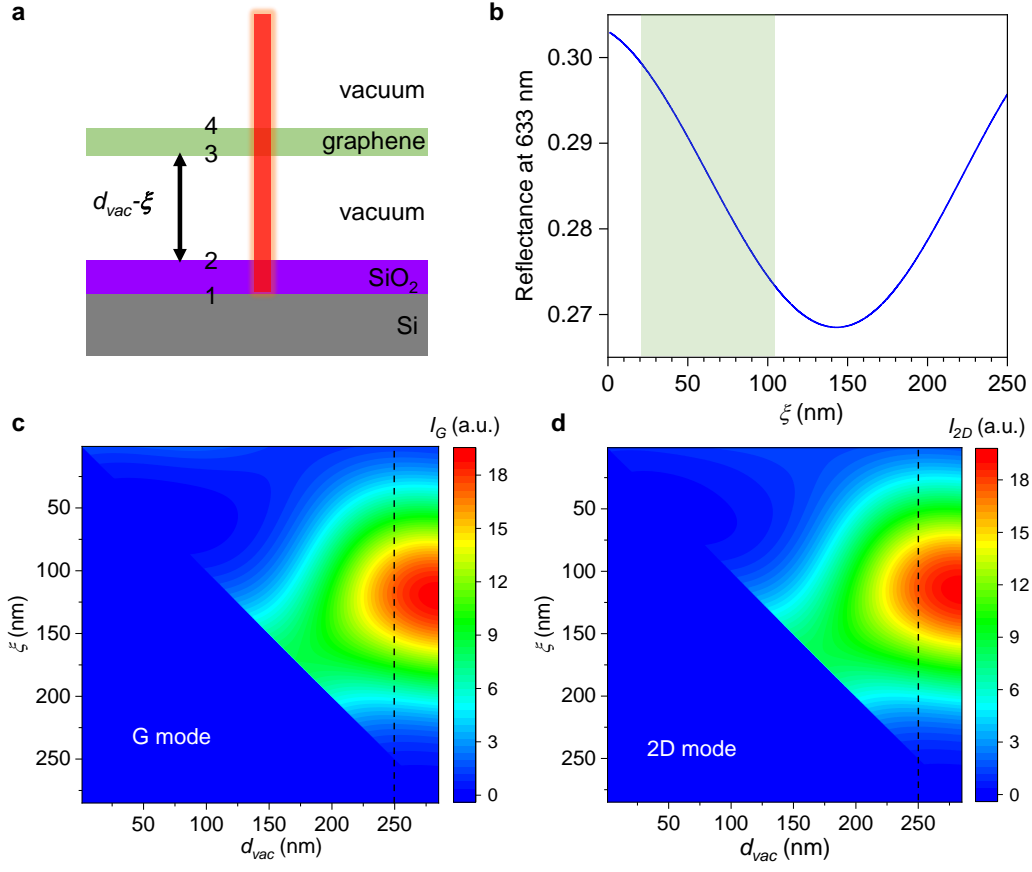 a
vacuum
4
graphene
3
d_vac-ξ
vacuum
2
SiO₂
1
Si
b
Reflectance at 633 nm
0.30
0.29
0.28
0.27
0 50 100 150 200 250
ξ (nm)
c
I_G (a.u.)
ξ (nm)
50
100
150
200
250
G mode
50 100 150 200 250
d_vac (nm)
18
15
12
9
6
3
0
d
I_2D (a.u.)
ξ (nm)
50
100
150
200
250
2D mode
50 100 150 200 250
d_vac (nm)
18
15
12
9
6
3
0